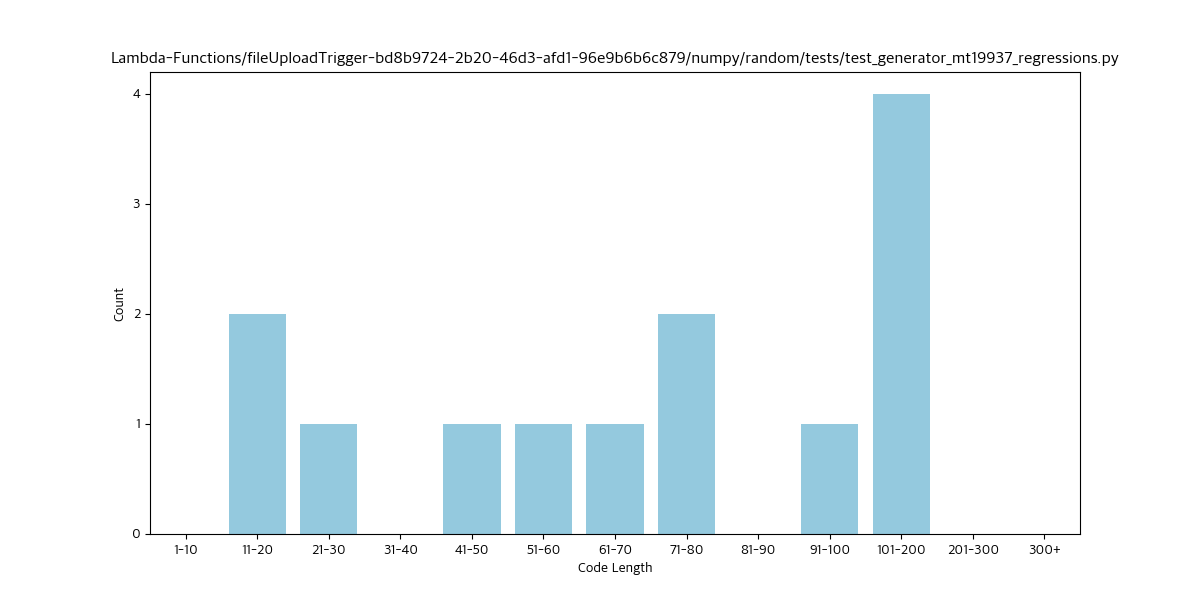 Lambda-Functions/fileUploadTrigger-bd8b9724-2b20-46d3-afd1-96e9b6b6c879/numpy/random/tests/test_generator_mt19937_regressions.py
4
3
2
1
0
Count
1-10 11-20 21-30 31-40 41-50 51-60 61-70 71-80 81-90 91-100 101-200 201-300 300+
Code Length